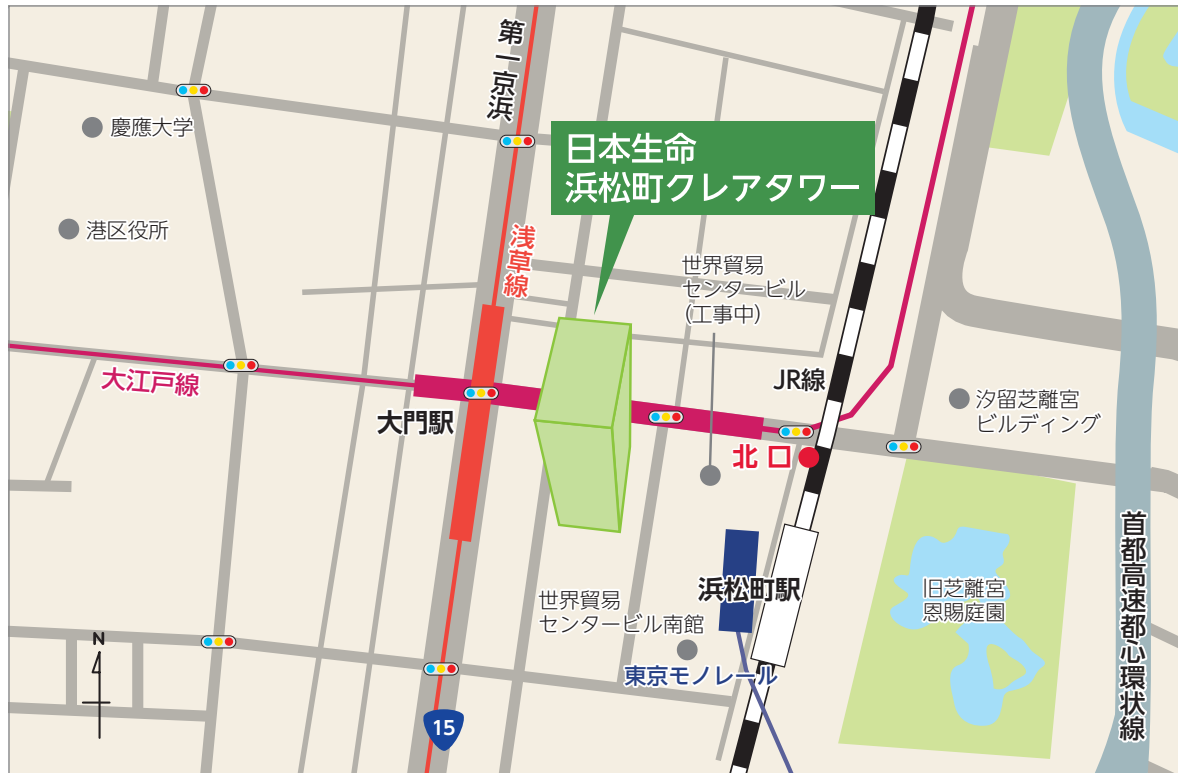 第一京浜
慶應大学
日本生命
浜松町クレアタワー
港区役所
浅草線
世界貿易
センタービル
(工事中)
大江戸線
JR線
大門駅
汐留芝離宮
ビルディング
北口
首都高速都心環状線
浜松町駅
旧芝離宮
恩賜庭園
世界貿易
センタービル南館
東京モノレール
N
15